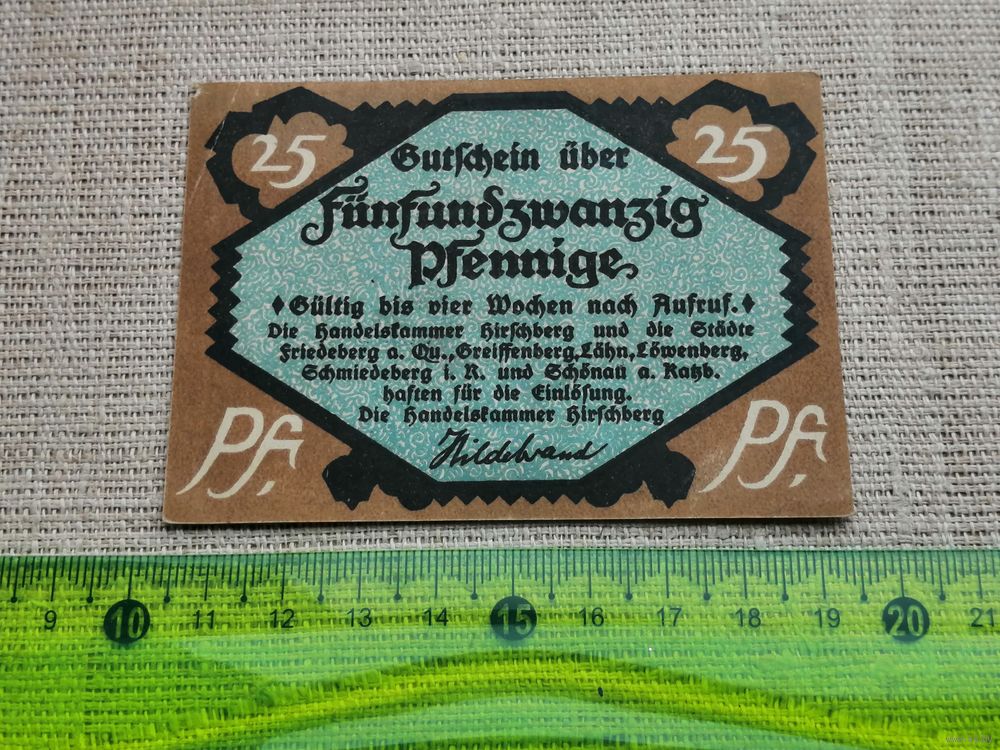 25 25
Gutschein über
Fünfundzwanzig
Pfennige
♦Gültig bis vier Wochen nach Aufruf.♦
Die Handelskammer Hirschberg und die Städte
Friedeberg a. Qu., Greiffenberg, Lähn, Löwenberg,
Schmiedeberg i. R. und Schönau a. Katzb.
haften für die Einlösung.
Die Handelskammer Hirschberg
Hildebrand
Pf. Pf.
9 10 11 12 13 14 15 16 17 18 19 20 21